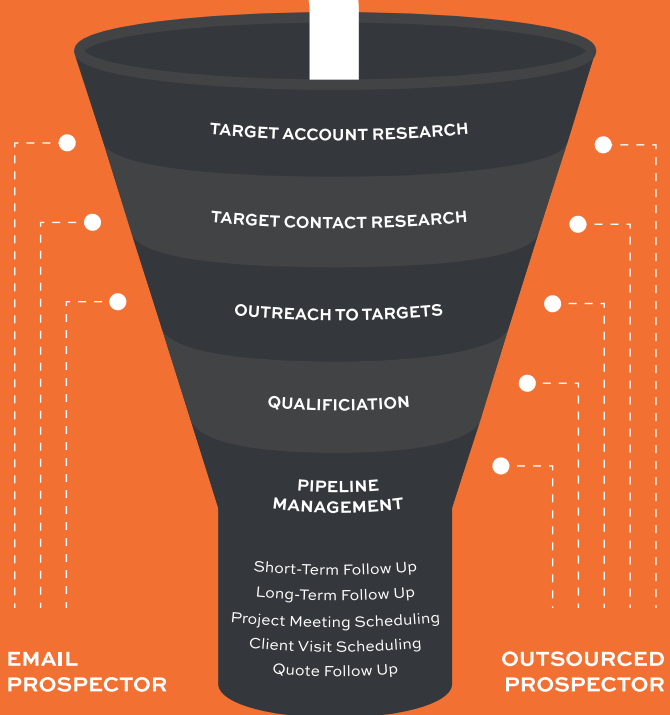 TARGET ACCOUNT RESEARCH
TARGET CONTACT RESEARCH
OUTREACH TO TARGETS
QUALIFICIATION
PIPELINE
MANAGEMENT
Short-Term Follow Up
Long-Term Follow Up
Project Meeting Scheduling
Client Visit Scheduling
Quote Follow Up
EMAIL
PROSPECTOR
OUTSOURCED
PROSPECTOR